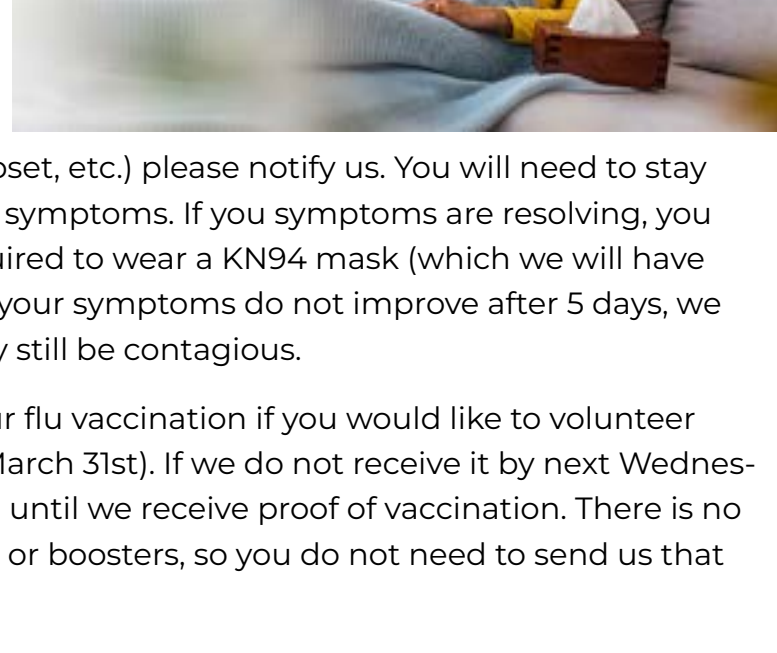 etc.) please notify us. You will need to stay
symptoms. If you symptoms are resolving, you
to wear a KN94 mask (which we will have
your symptoms do not improve after 5 days, we
still be contagious.
flu vaccination if you would like to volunteer
March 31st). If we do not receive it by next Wednes-
until we receive proof of vaccination. There is no
or boosters, so you do not need to send us that